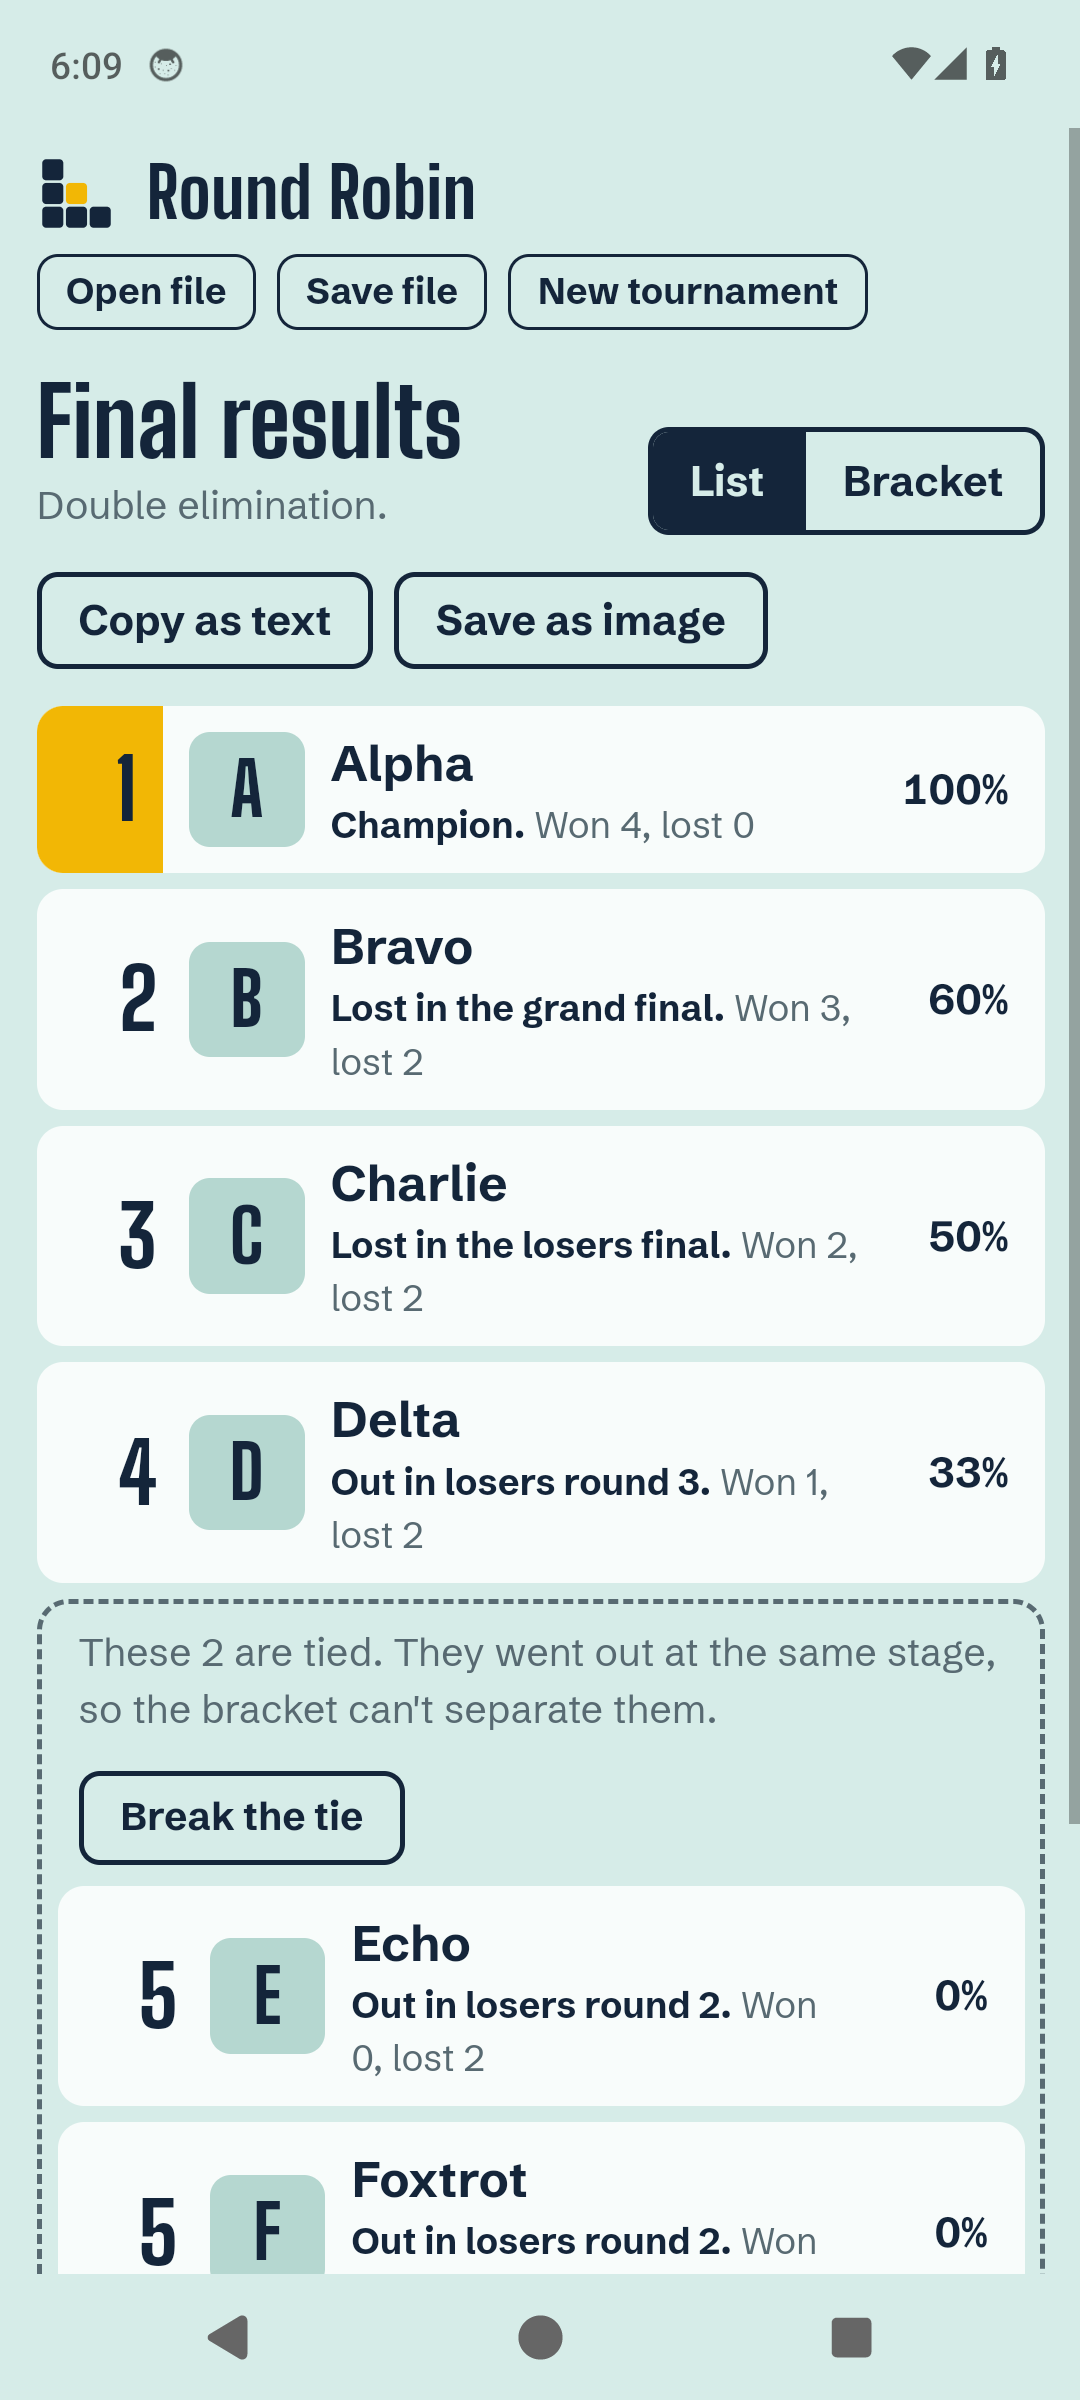 6:09
Round Robin
Open file Save file New tournament
Final results
Double elimination.
List Bracket
Copy as text Save as image
1 A Alpha 100%
Champion. Won 4, lost 0
2 B Bravo 60%
Lost in the grand final. Won 3,
lost 2
3 C Charlie 50%
Lost in the losers final. Won 2,
lost 2
4 D Delta 33%
Out in losers round 3. Won 1,
lost 2
These 2 are tied. They went out at the same stage,
so the bracket can't separate them.
Break the tie
5 E Echo 0%
Out in losers round 2. Won
0, lost 2
5 F Foxtrot 0%
Out in losers round 2. Won